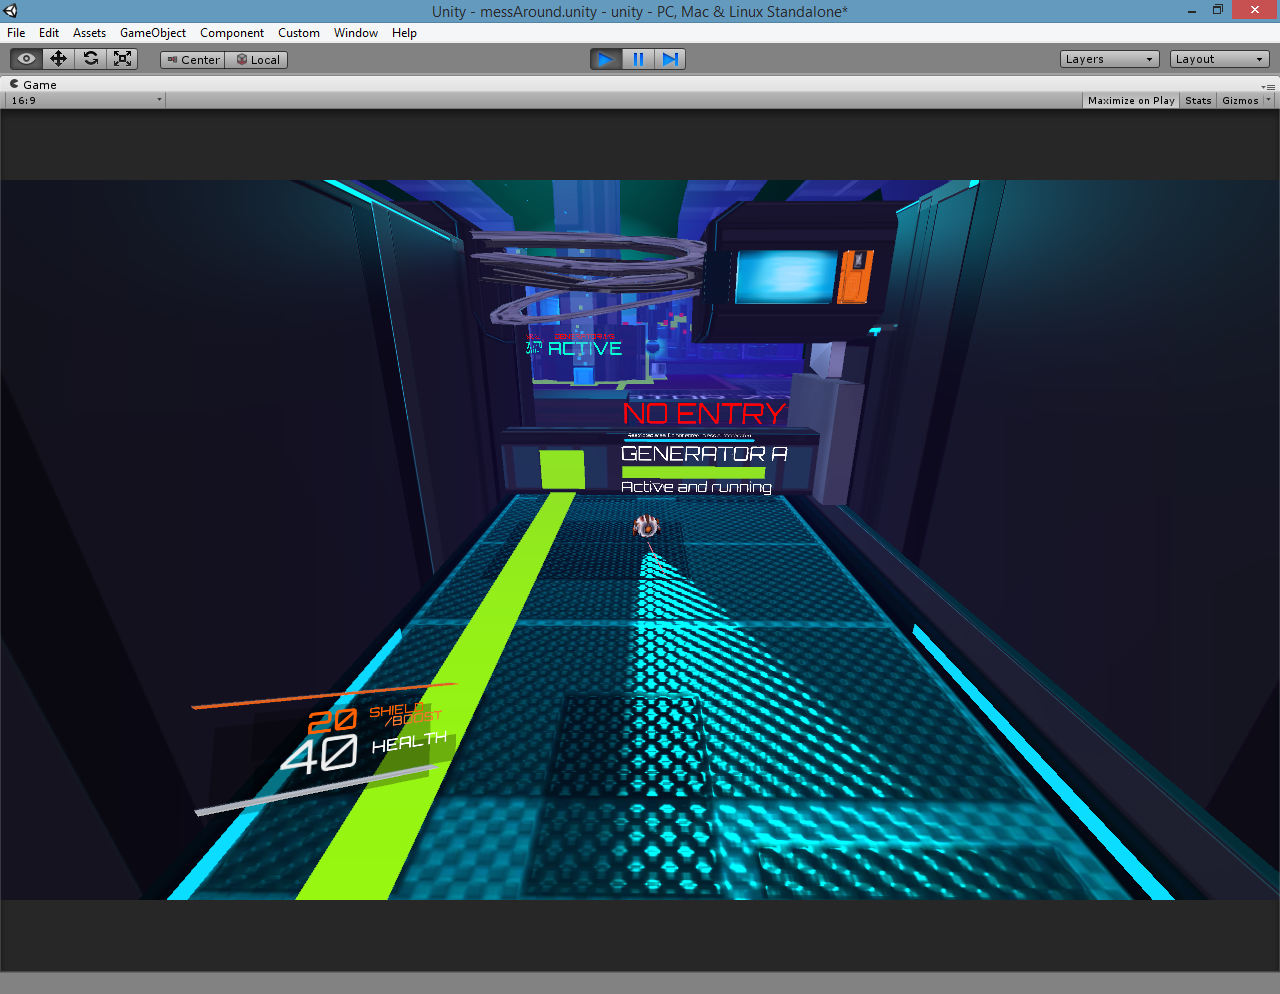 Unity - messAround.unity - unity - PC, Mac & Linux Standalone*
File Edit Assets GameObject Component Custom Window Help
Center Local Layers Layout
Game
16:9 Maximize on Play Stats Gizmos
ACTIVE
NO ENTRY
GENERATOR A
Active and running
20 SHIELD
/BOOST
40 HEALTH